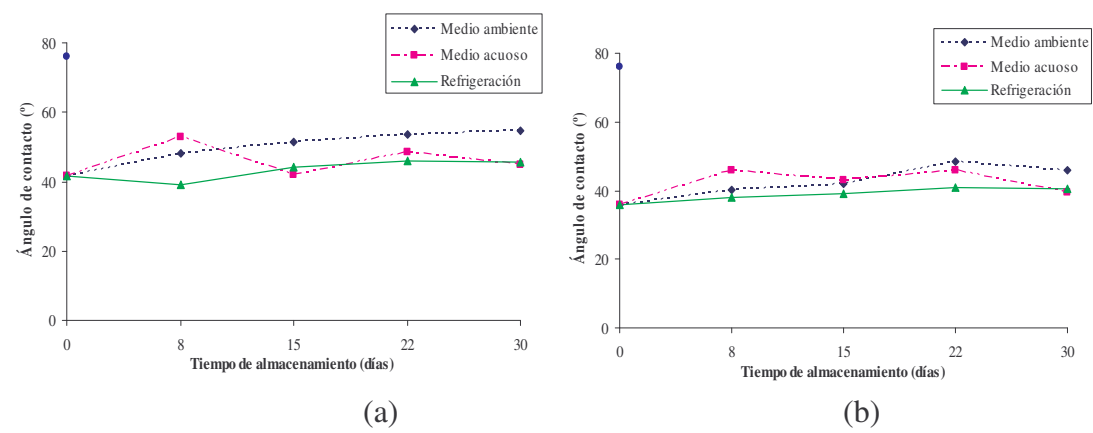 Medio ambiente
Medio acuoso
Refrigeración
80
60
40
20
0
Ángulo de contacto (º)
0 8 15 22 30
Tiempo de almacenamiento (días)
(a)
Medio ambiente
Medio acuoso
Refrigeración
80
60
40
20
0
Ángulo de contacto (º)
0 8 15 22 30
Tiempo de almacenamiento (días)
(b)